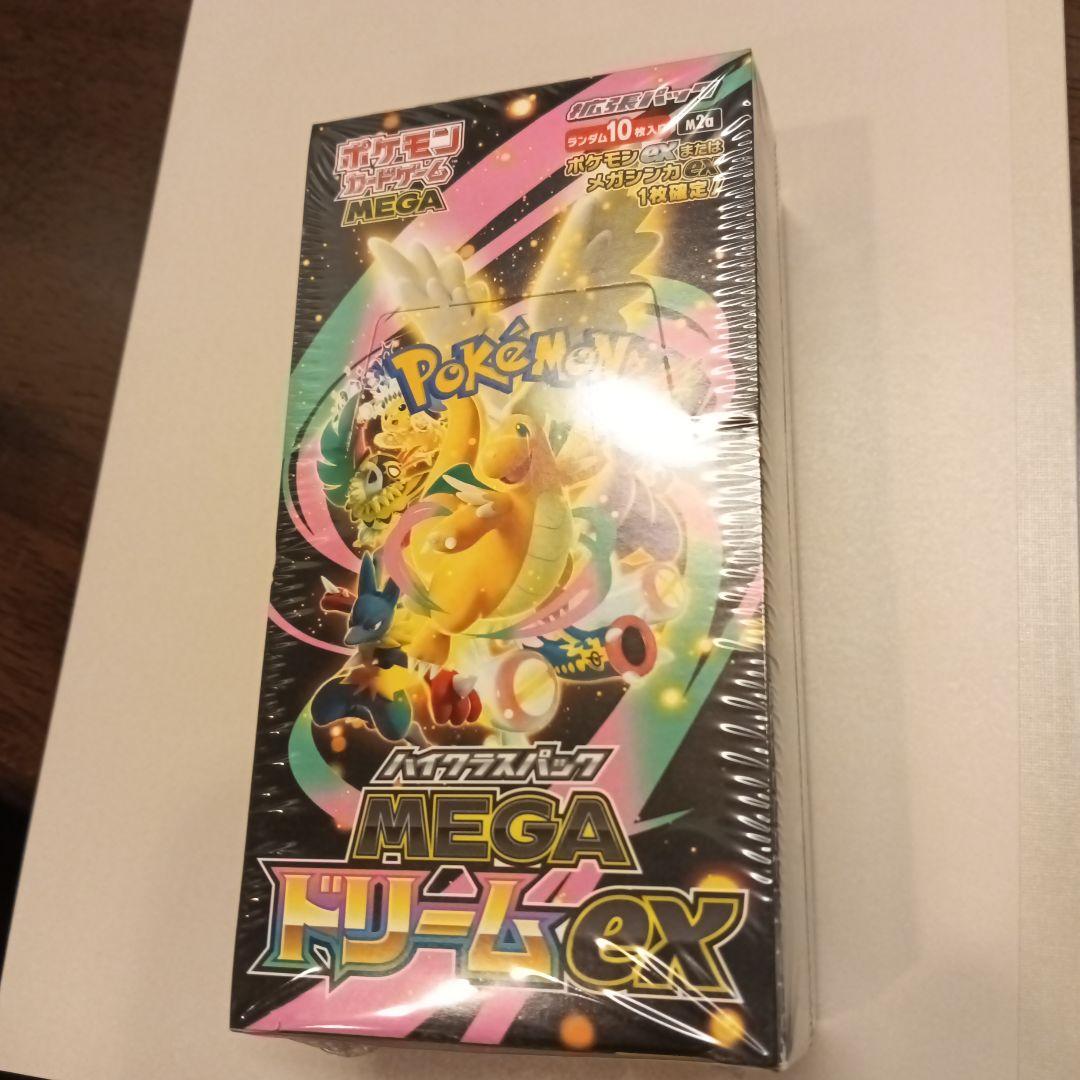 ポケモン
カードゲーム
MEGA
拡張パック
ランダム10枚入り M2a
ポケモンexまたは
メガシンカex
1枚確定!
POKéMON
ハイクラスパック
MEGA
ドリームex